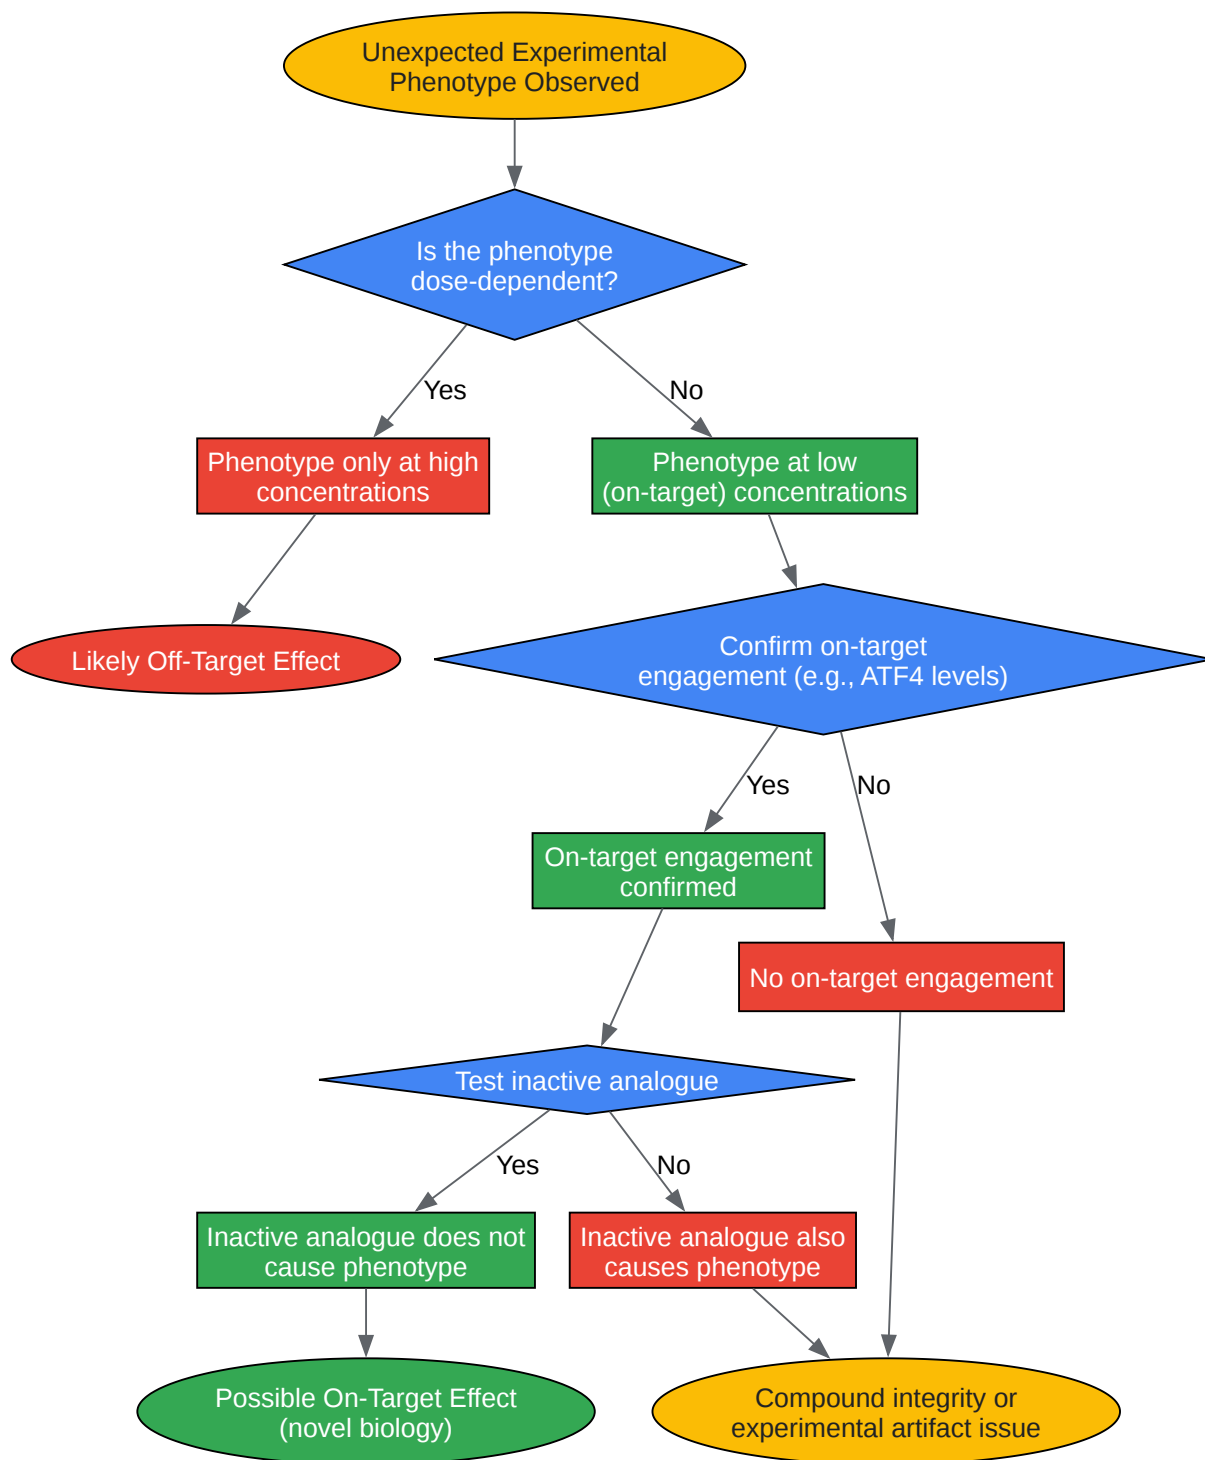 Unexpected Experimental
Phenotype Observed
Is the phenotype
dose-dependent?
Yes
No
Phenotype only at high
concentrations
Phenotype at low
(on-target) concentrations
Likely Off-Target Effect
Confirm on-target
engagement (e.g., ATF4 levels)
Yes
No
On-target engagement
confirmed
No on-target engagement
Test inactive analogue
Yes
No
Inactive analogue does not
cause phenotype
Inactive analogue also
causes phenotype
Possible On-Target Effect
(novel biology)
Compound integrity or
experimental artifact issue